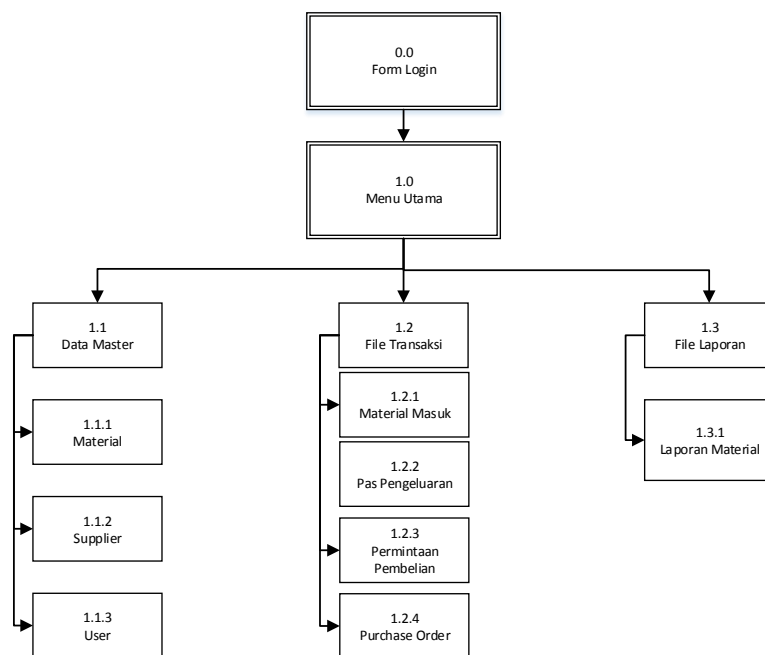 0.0
Form Login
1.0
Menu Utama
1.1
Data Master
1.1.1
Material
1.1.2
Supplier
1.1.3
User
1.2
File Transaksi
1.2.1
Material Masuk
1.2.2
Pas Pengeluaran
1.2.3
Permintaan
Pembelian
1.2.4
Purchase Order
1.3
File Laporan
1.3.1
Laporan Material